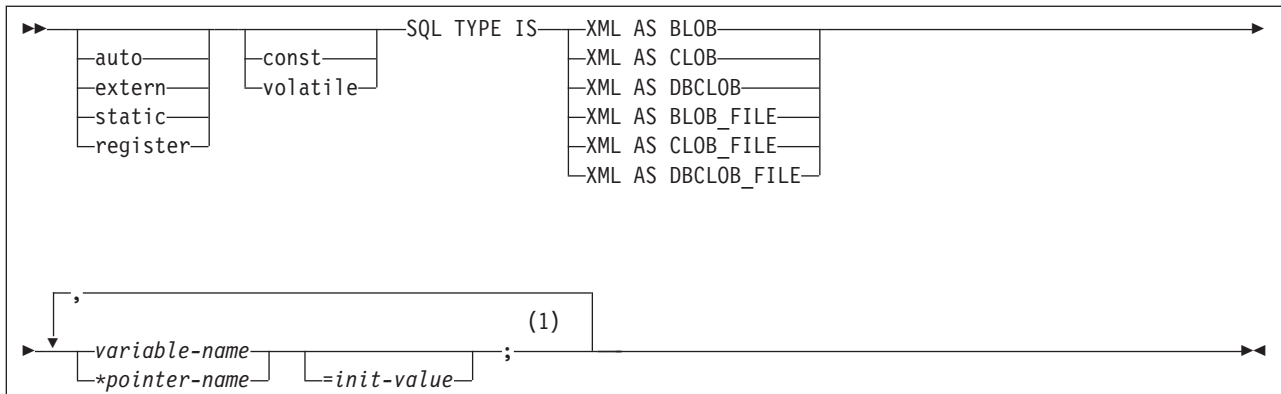 SQL TYPE IS XML AS BLOB
auto const XML AS CLOB
extern volatile XML AS DBCLOB
static XML AS BLOB_FILE
register XML AS CLOB_FILE
XML AS DBCLOB_FILE
,
(1)
variable-name ;
*pointer-name =init-value